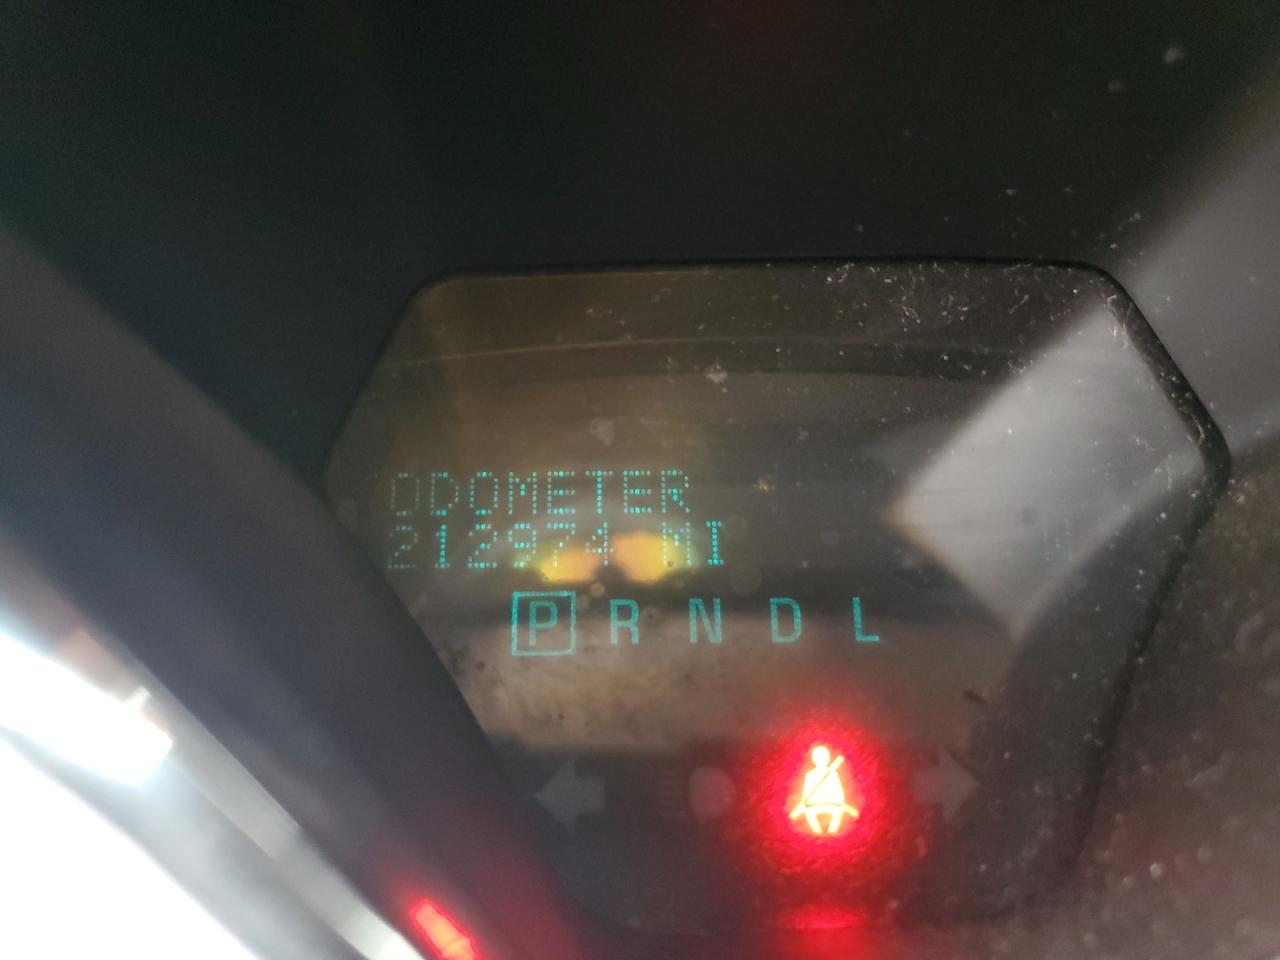 ODOMETER
212974 MI
P R N D L